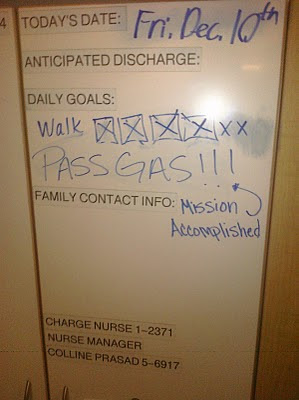 4
TODAY'S DATE: Fri. Dec. 10th
ANTICIPATED DISCHARGE:
DAILY GOALS:
Walk ☒ ☒ ☒ ☒ x x
PASS GAS!!!
FAMILY CONTACT INFO: Mission
Accomplished
CHARGE NURSE 1-2371
NURSE MANAGER
COLLINE PRASAD 5-6917